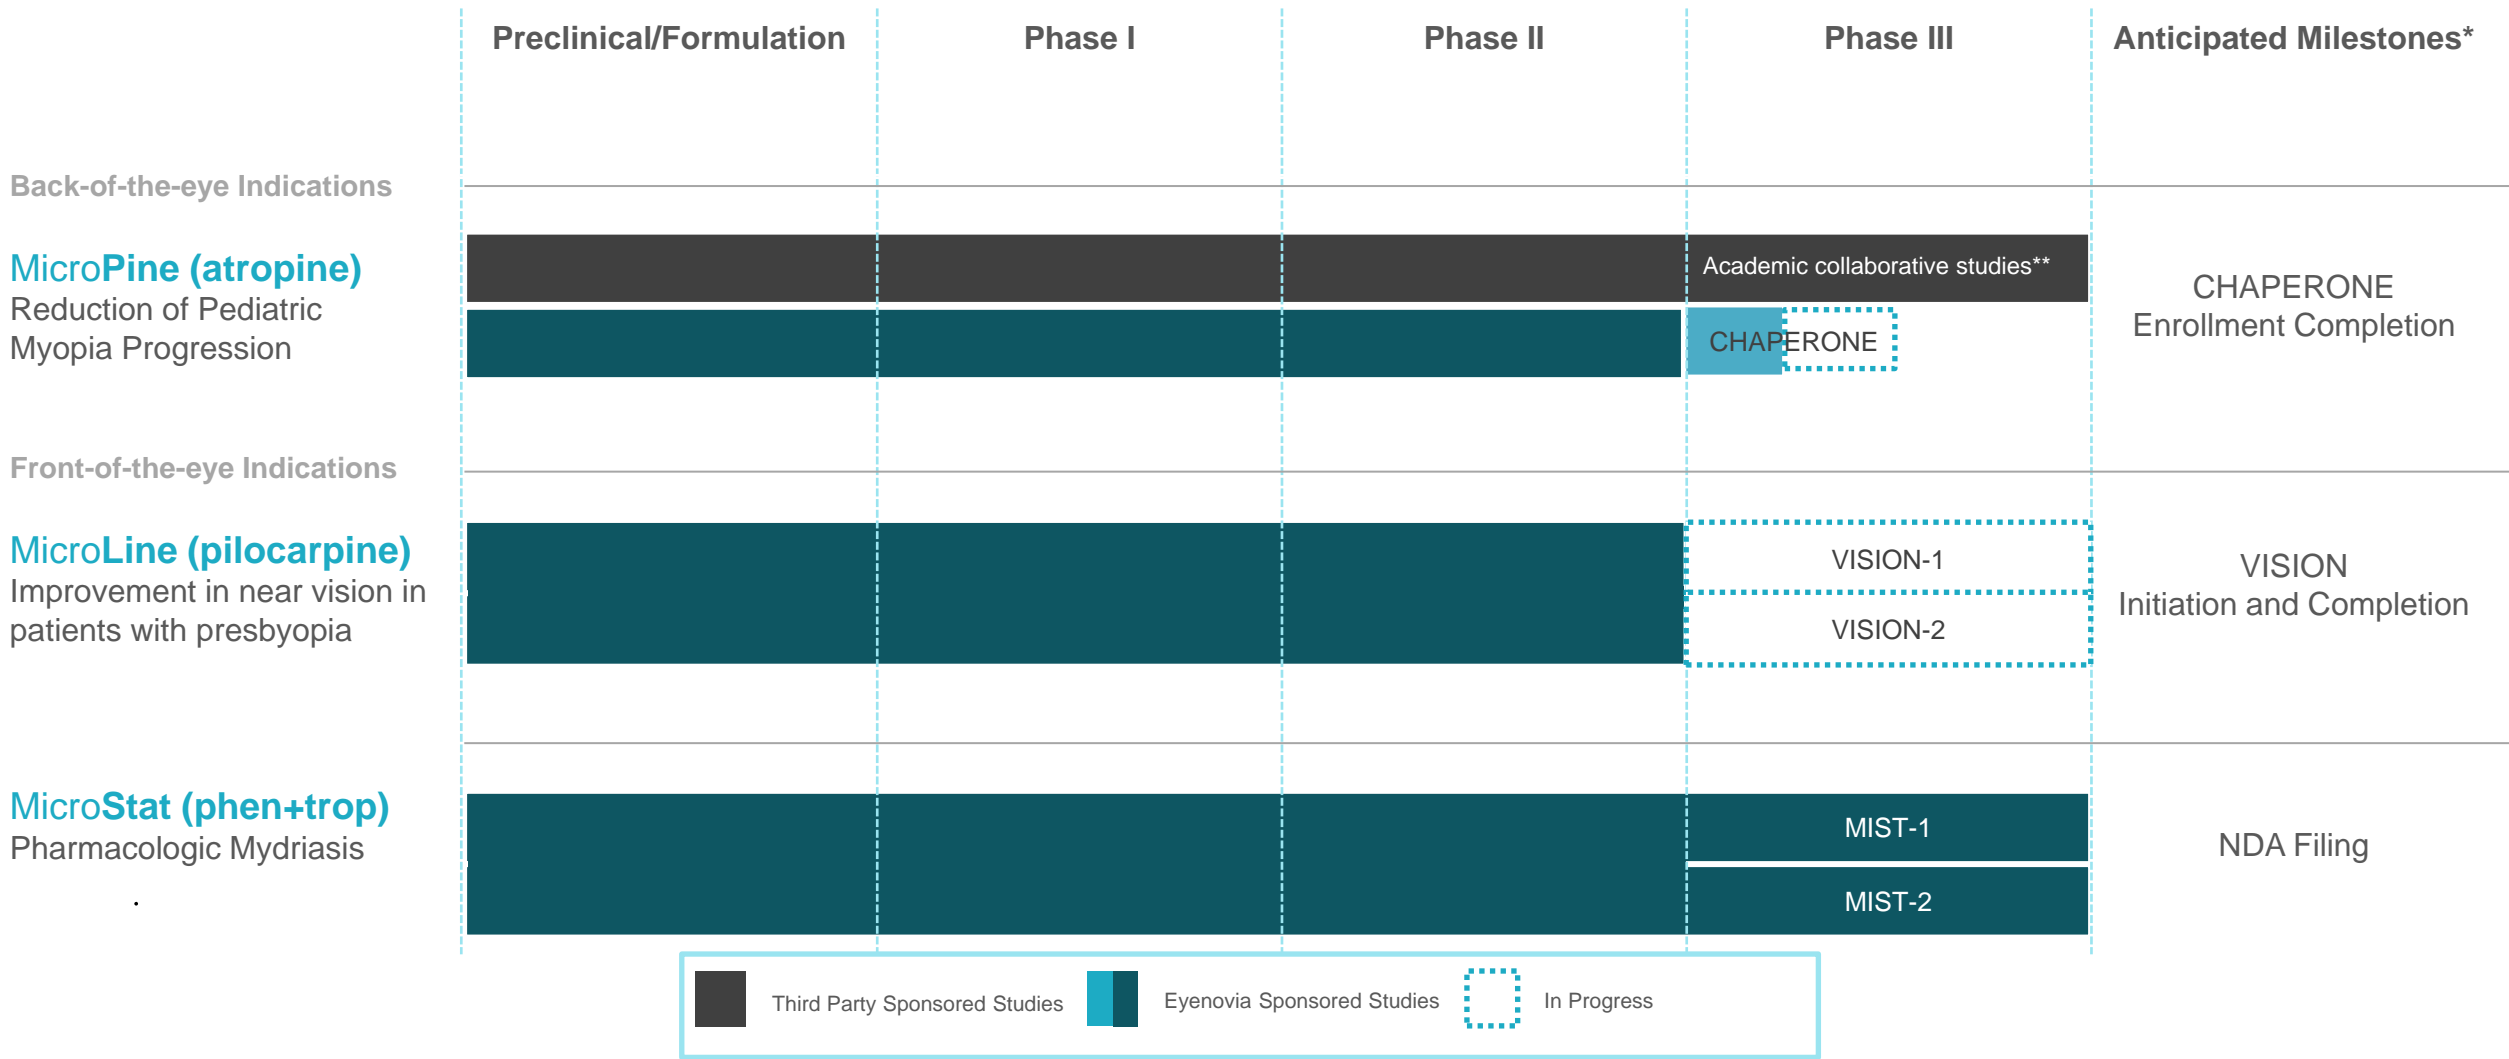 Preclinical/Formulation
Phase I
Phase II
Phase III
Anticipated Milestones*
Back-of-the-eye Indications
MicroPine (atropine)
Reduction of Pediatric
Myopia Progression
Academic collaborative studies**
CHAPERONE
CHAPERONE
Enrollment Completion
Front-of-the-eye Indications
MicroLine (pilocarpine)
Improvement in near vision in
patients with presbyopia
VISION-1
VISION-2
VISION
Initiation and Completion
MicroStat (phen+trop)
Pharmacologic Mydriasis
.
MIST-1
MIST-2
NDA Filing
Third Party Sponsored Studies
Eyenovia Sponsored Studies
In Progress